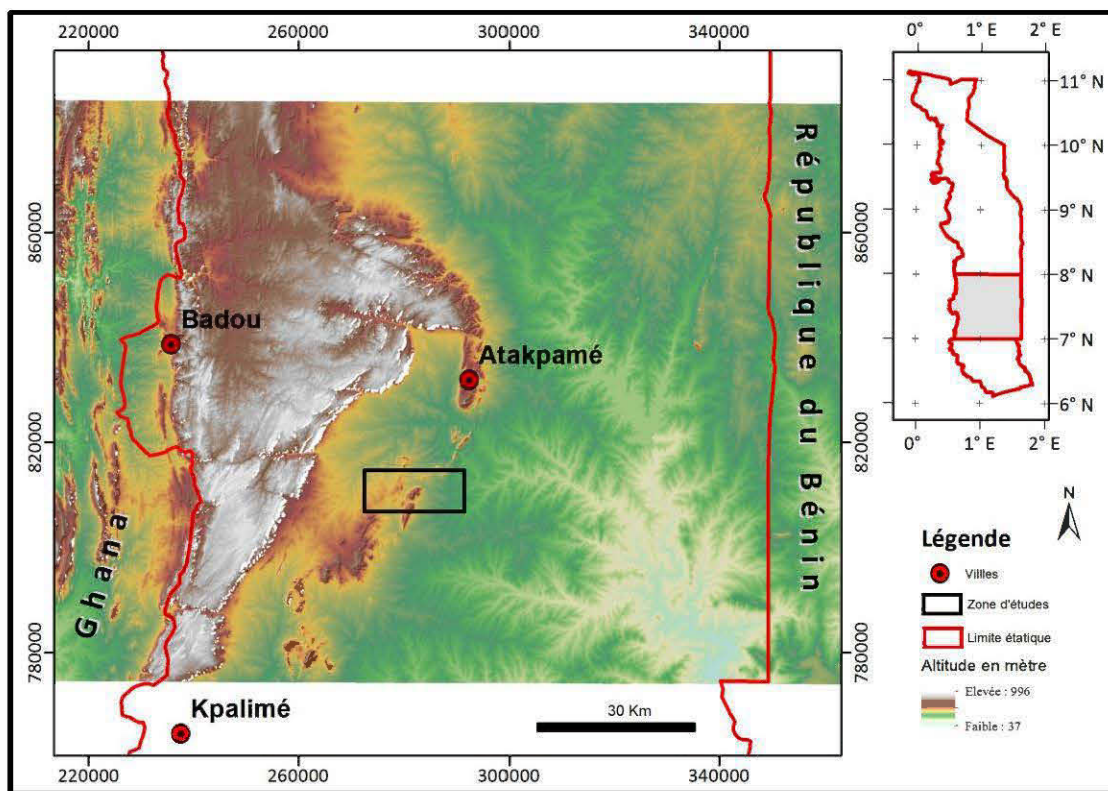 220000 260000 300000 340000
860000
820000
780000
860000
820000
780000
220000 260000 300000 340000
Badou
Atakpamé
Kpalimé
Ghana
République du Bénin
30 Km
0° 1° E 2° E
11° N
10° N
9° N
8° N
7° N
6° N
0° 1° E 2° E
N
Légende
Villles
Zone d'études
Limite étatique
Altitude en mètre
Elevée : 996
Faible : 37